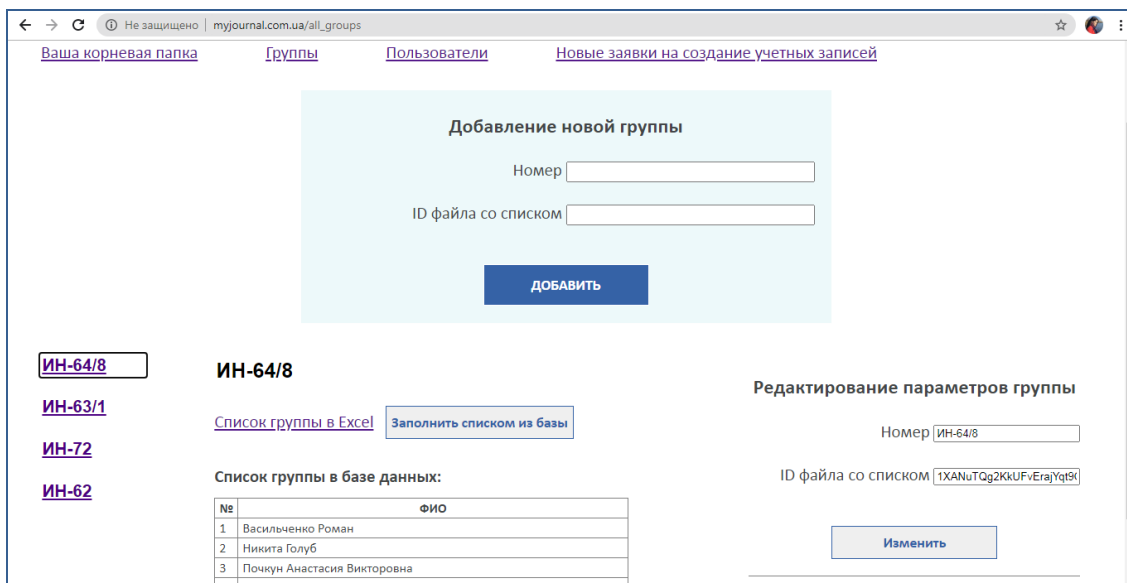 Не защищено | myjournal.com.ua/all_groups
Ваша корневая папка Группы Пользователи Новые заявки на создание учетных записей
Добавление новой группы
Номер
ID файла со списком
ДОБАВИТЬ
ИН-64/8
ИН-63/1
ИН-72
ИН-62
ИН-64/8
Список группы в Excel Заполнить списком из базы
Список группы в базе данных:
№ ФИО
1 Васильченко Роман
2 Никита Голуб
3 Почкун Анастасия Викторовна
Редактирование параметров группы
Номер ИН-64/8
ID файла со списком 1XANuTQg2KkUFvErajYqt9(
Изменить